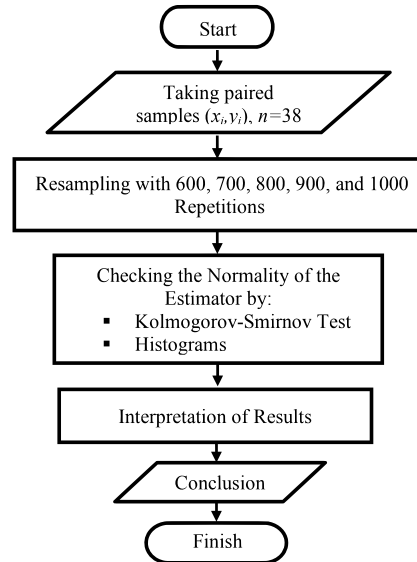 Start
Taking paired
samples (xi,yi), n=38
Resampling with 600, 700, 800, 900, and 1000
Repetitions
Checking the Normality of the
Estimator by:
▪ Kolmogorov-Smirnov Test
▪ Histograms
Interpretation of Results
Conclusion
Finish